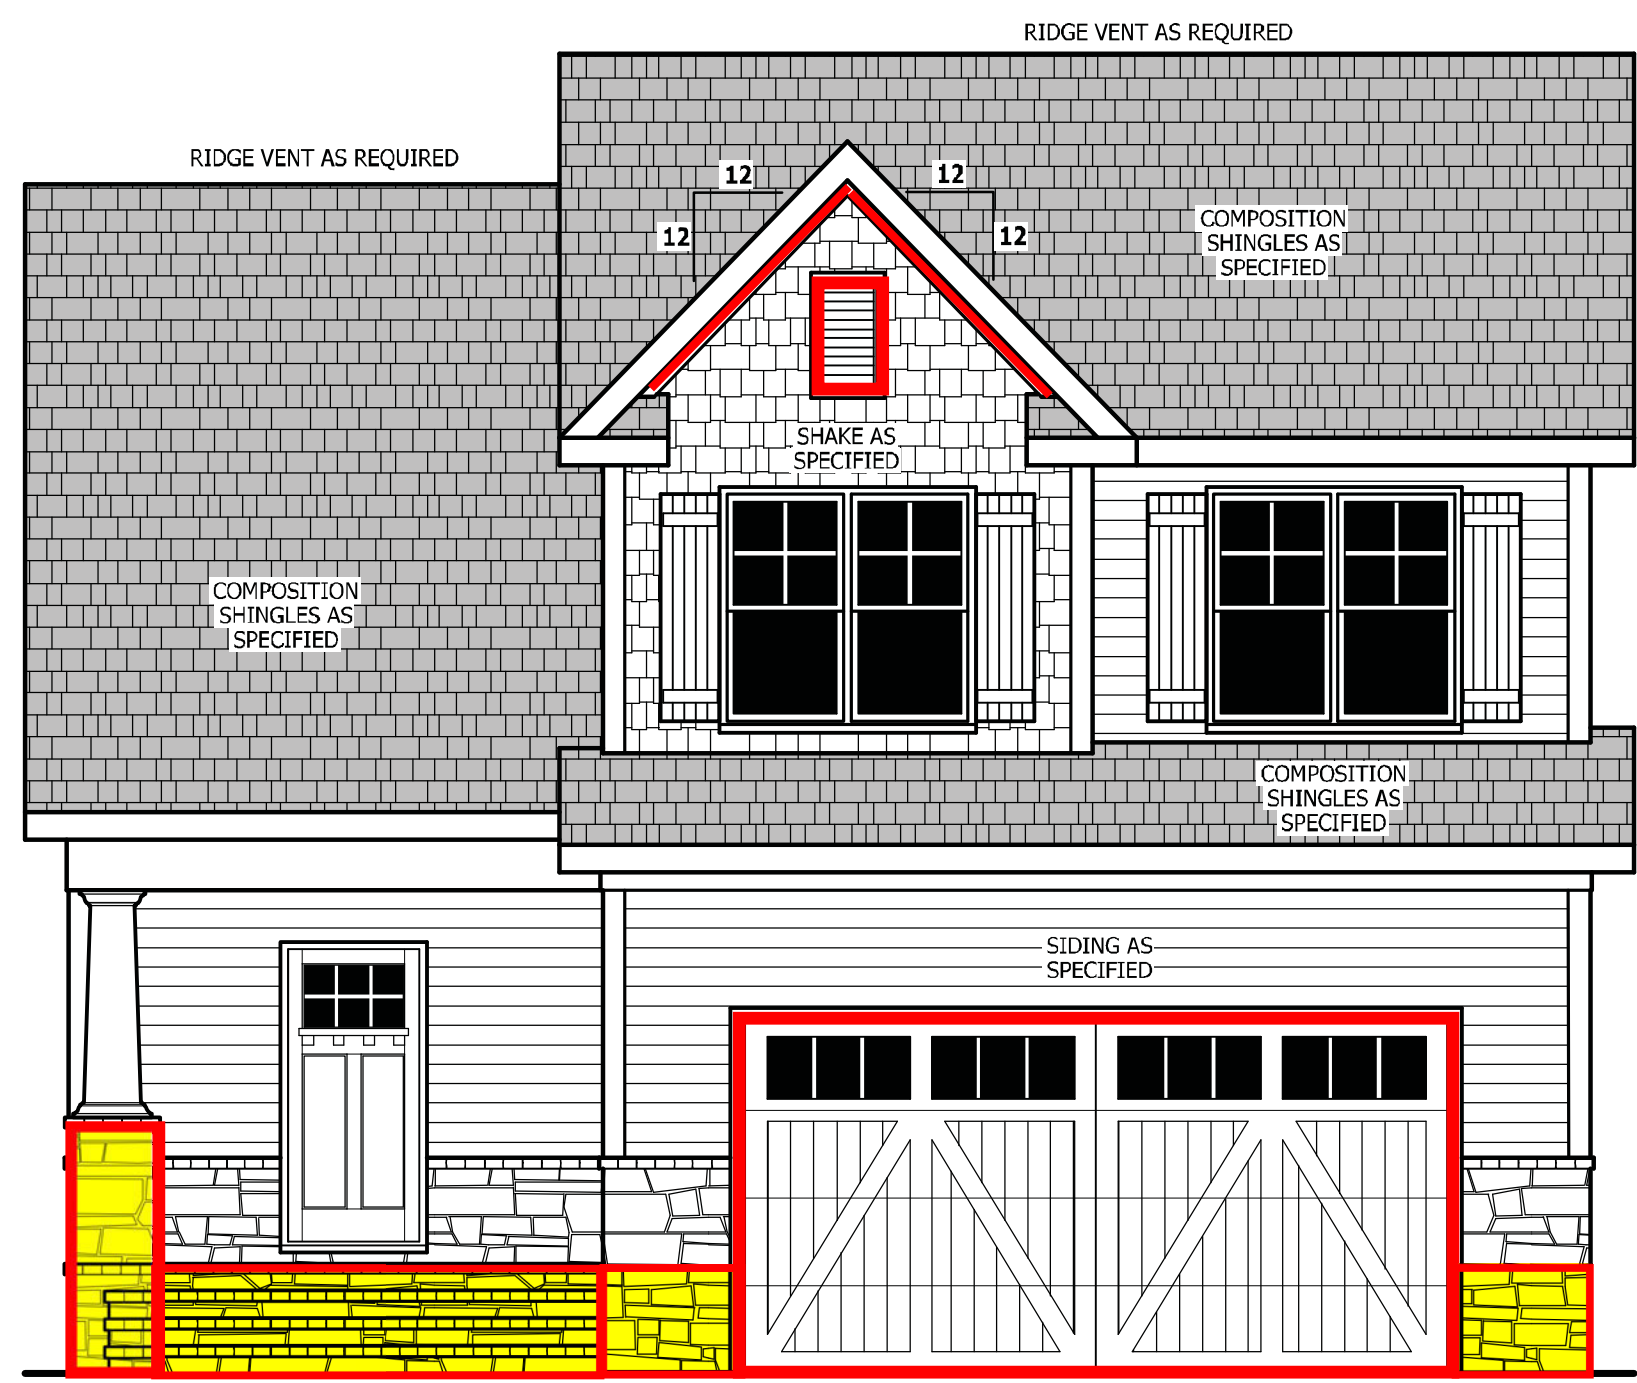 RIDGE VENT AS REQUIRED
RIDGE VENT AS REQUIRED
12
12
12
12
COMPOSITION
SHINGLES AS
SPECIFIED
SHAKE AS
SPECIFIED
COMPOSITION
SHINGLES AS
SPECIFIED
COMPOSITION
SHINGLES AS
SPECIFIED
SIDING AS
SPECIFIED